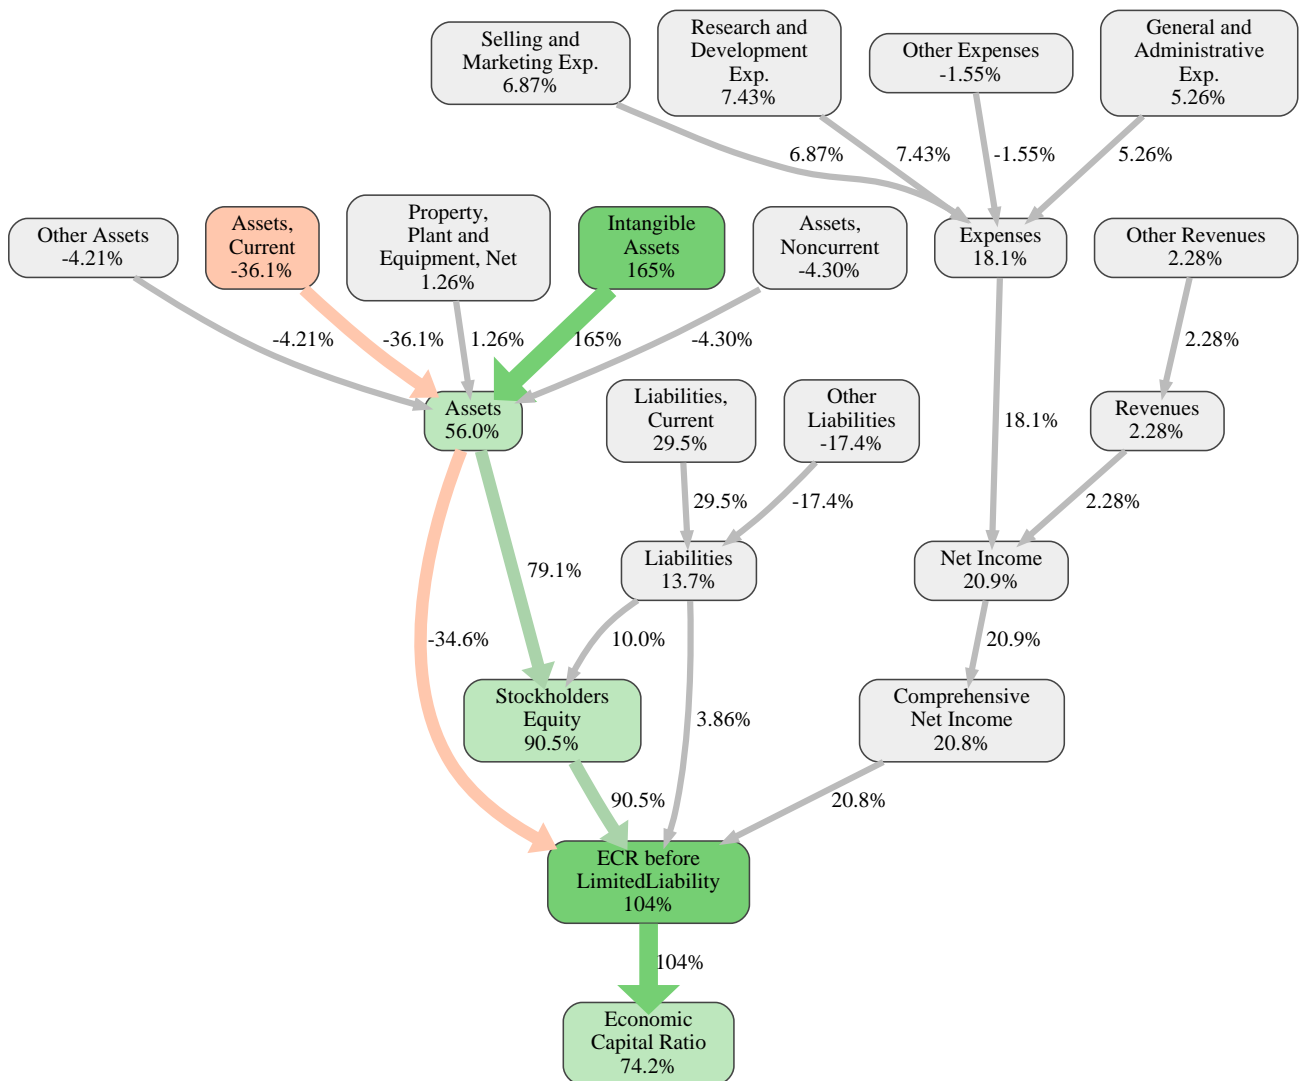 Selling and
Marketing Exp.
6.87%
Research and
Development
Exp.
7.43%
Other Expenses
-1.55%
General and
Administrative
Exp.
5.26%
6.87%
7.43%
-1.55%
5.26%
Other Assets
-4.21%
Assets,
Current
-36.1%
Property,
Plant and
Equipment, Net
1.26%
Intangible
Assets
165%
Assets,
Noncurrent
-4.30%
Expenses
18.1%
Other Revenues
2.28%
-4.21%
-36.1%
1.26%
165%
-4.30%
2.28%
Assets
56.0%
Liabilities,
Current
29.5%
Other
Liabilities
-17.4%
18.1%
Revenues
2.28%
29.5%
-17.4%
2.28%
79.1%
Liabilities
13.7%
Net Income
20.9%
-34.6%
10.0%
20.9%
Stockholders
Equity
90.5%
3.86%
Comprehensive
Net Income
20.8%
90.5%
20.8%
ECR before
LimitedLiability
104%
104%
Economic
Capital Ratio
74.2%